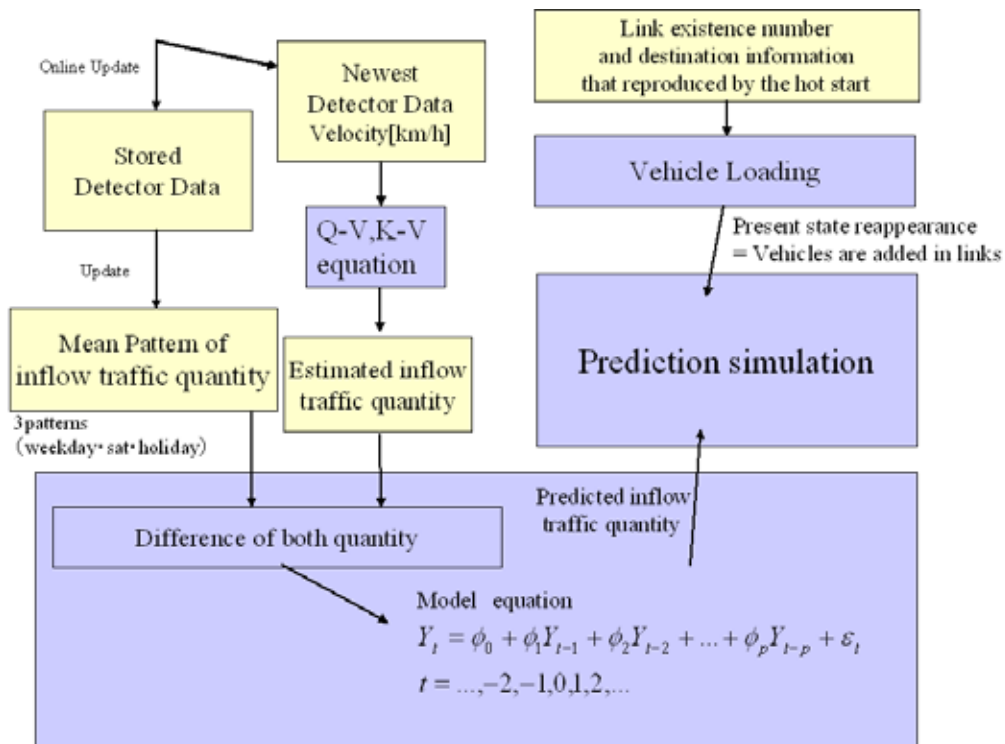 Online Update
Newest
Detector Data
Velocity[km/h]
Stored
Detector Data
Q-V,K-V
equation
Update
Mean Pattern of
inflow traffic quantity
3patterns
(weekday・sat・holiday)
Estimated inflow
traffic quantity
Link existence number
and destination information
that reproduced by the hot start
Vehicle Loading
Present state reappearance
= Vehicles are added in links
Prediction simulation
Predicted inflow
traffic quantity
Difference of both quantity
Model equation
Y_t = ϕ_0 + ϕ_1Y_{t-1} + ϕ_2Y_{t-2} + ... + ϕ_pY_{t-p} + ε_t
t = ...,-2,-1,0,1,2,...